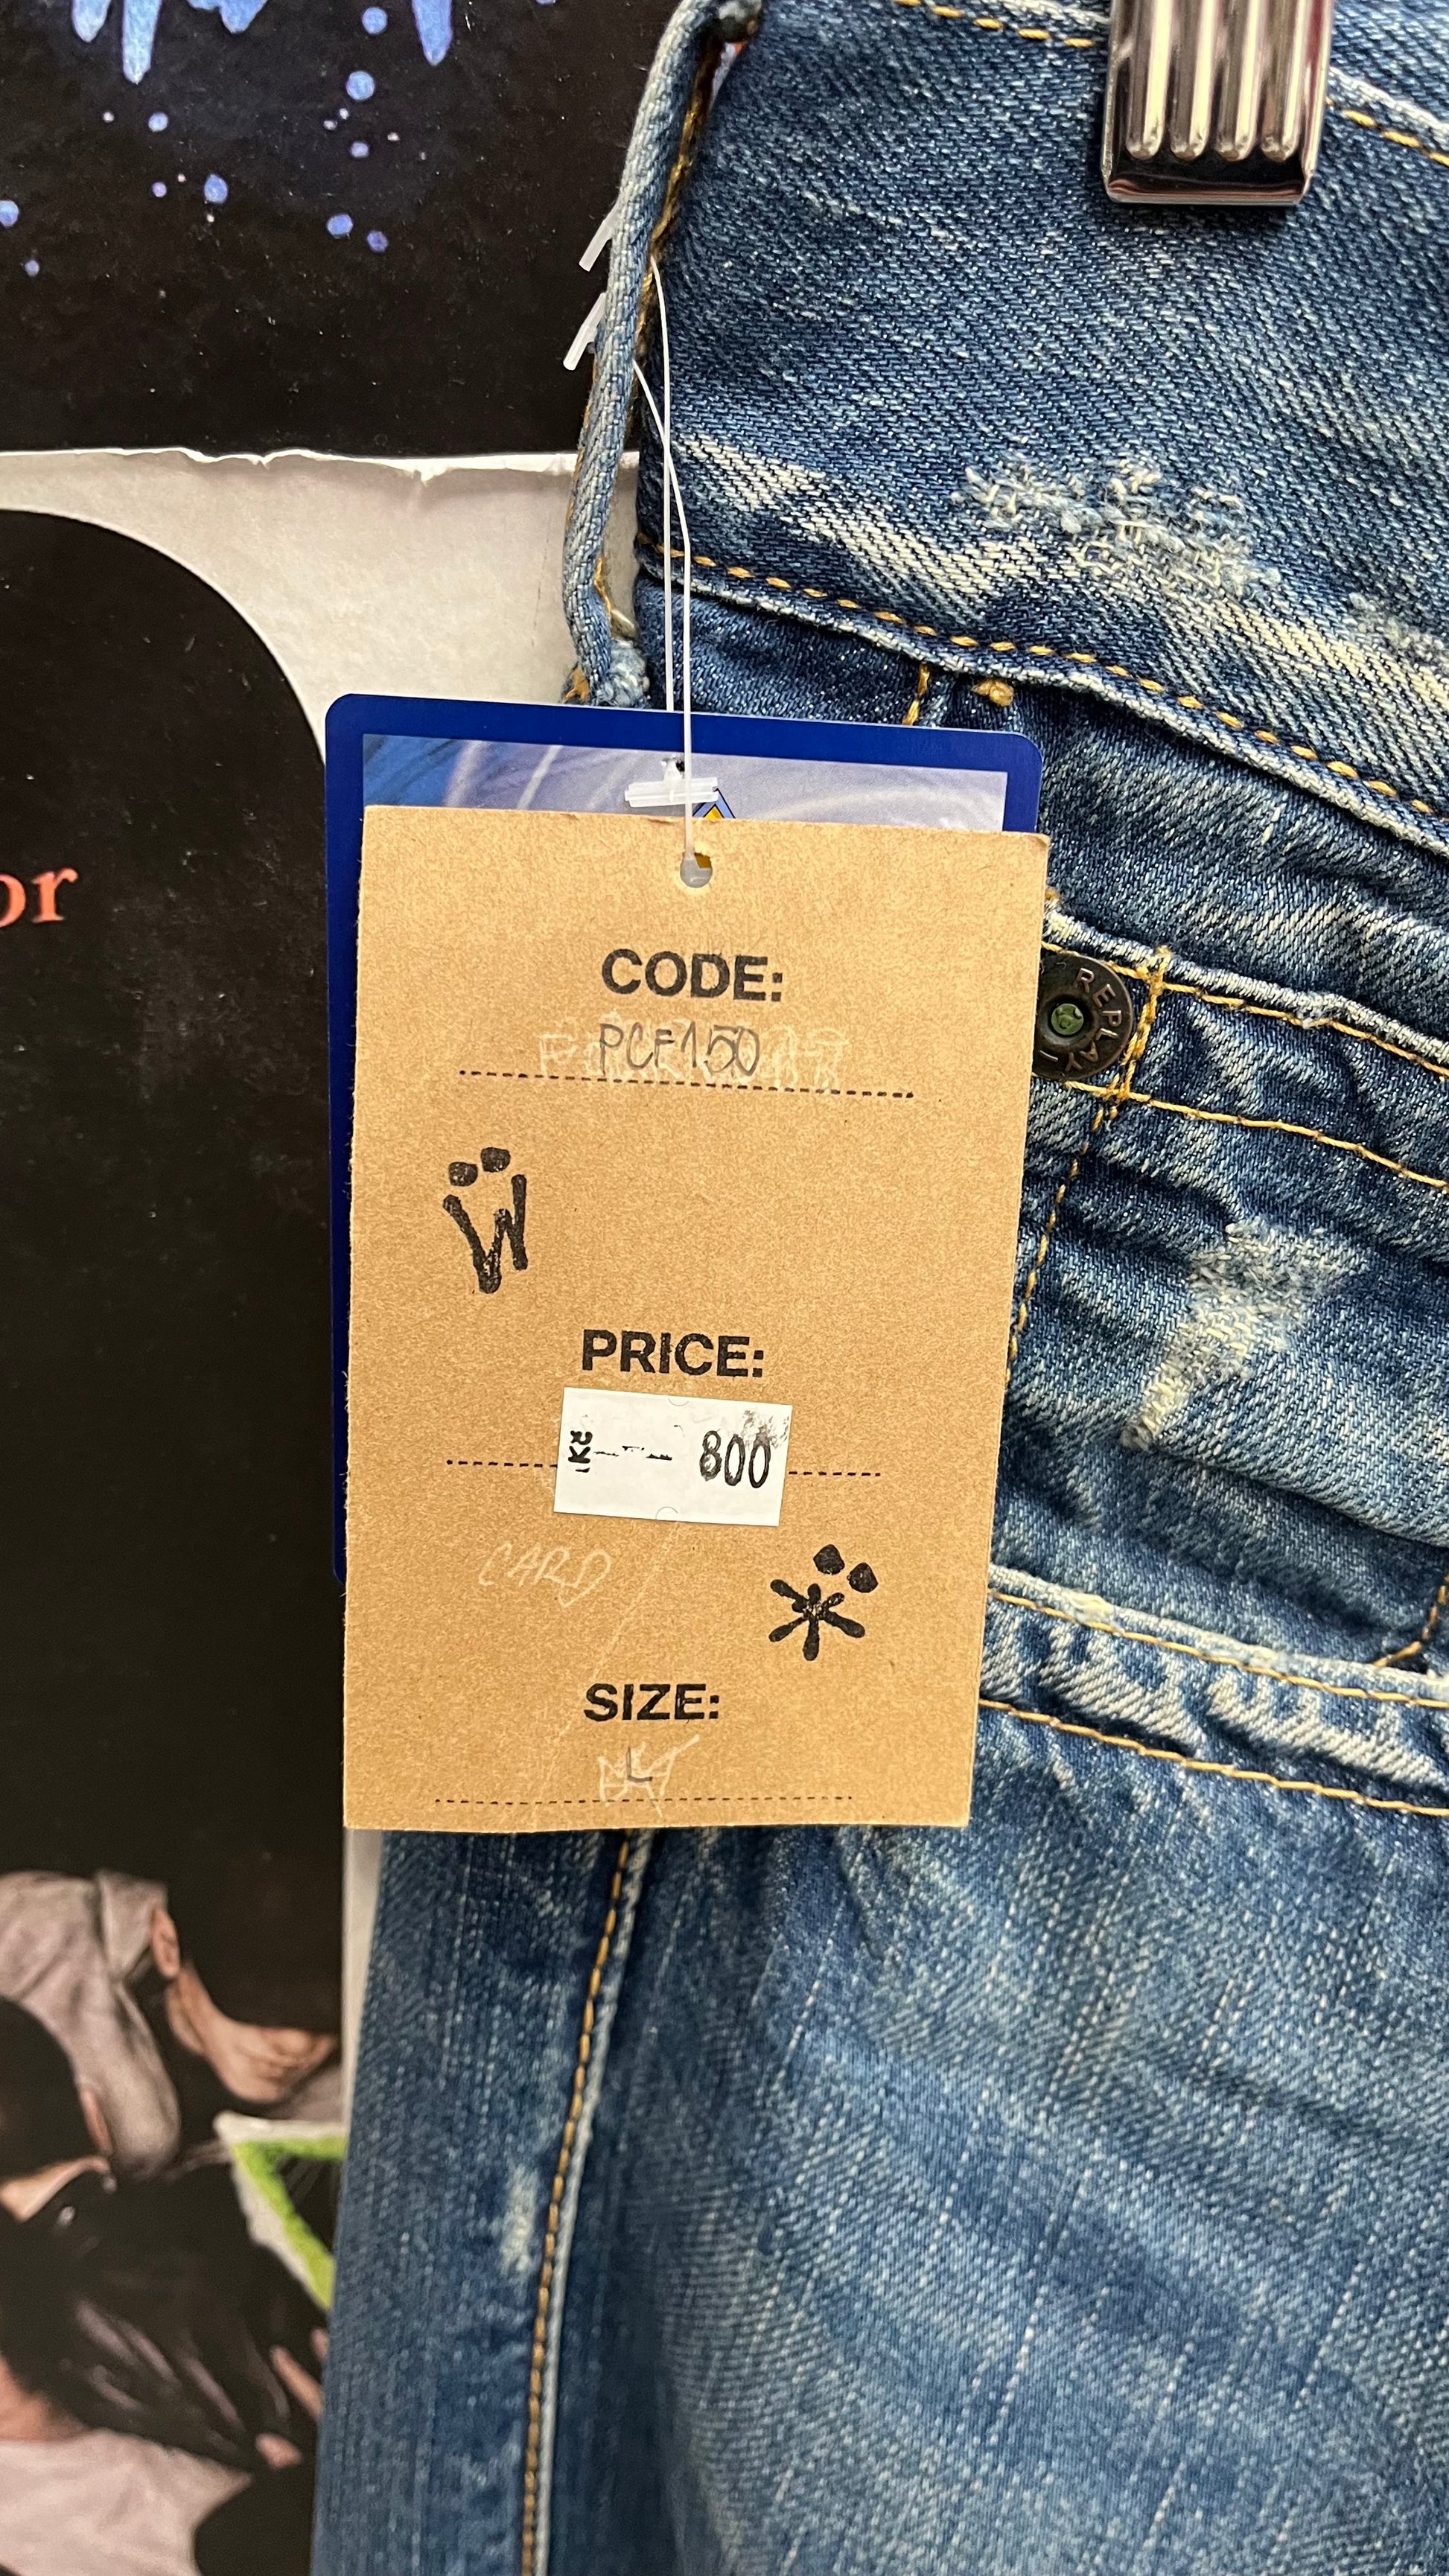 or
CODE:
PCF150
REPLAY
W
PRICE:
Kč 800
CARD
SIZE:
L